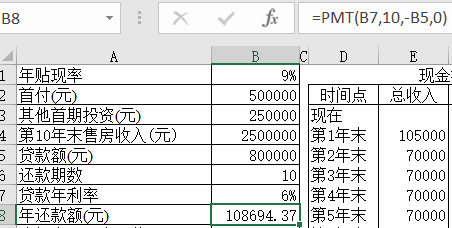 B8 =PMT(B7,10,-B5,0)
A B C D E
1 年贴现率 9% 现金
2 首付(元) 500000 时间点 总收入
3 其他首期投资(元) 250000 现在
4 第10年末售房收入(元) 2500000 第1年末 105000
5 贷款额(元) 800000 第2年末 70000
6 还款期数 10 第3年末 70000
7 贷款年利率 6% 第4年末 70000
8 年还款额(元) 108694.37 第5年末 70000